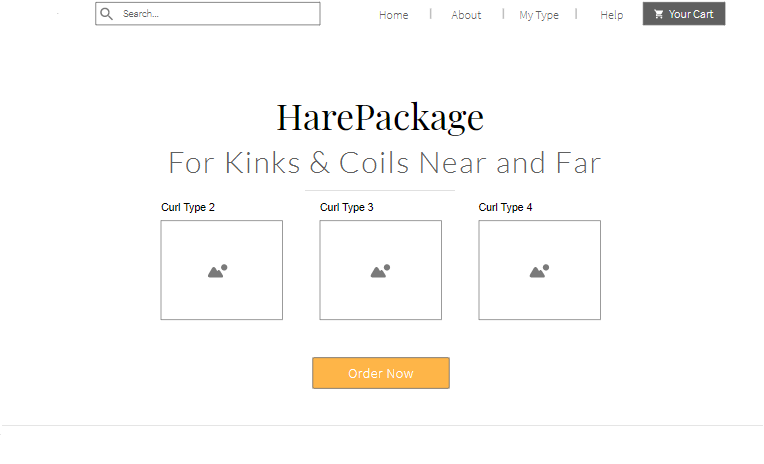 Search... Home | About | My Type | Help Your Cart
HarePackage
For Kinks & Coils Near and Far
Curl Type 2 Curl Type 3 Curl Type 4
Order Now